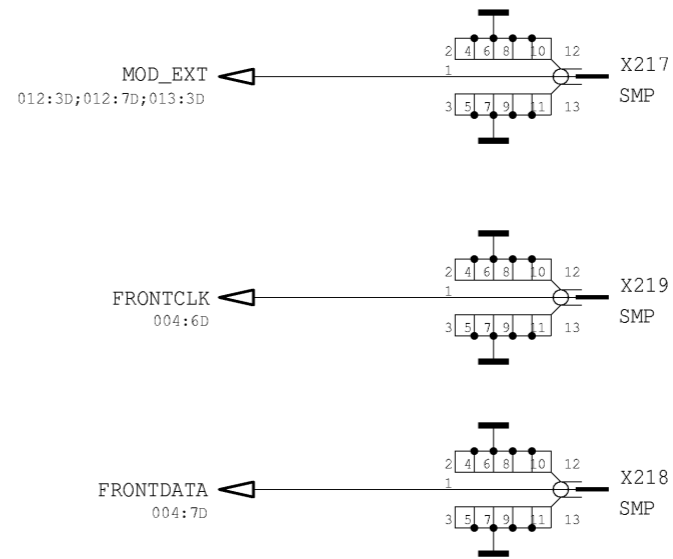 2 4 6 8 10 12
MOD_EXT 1 X217
012:3D;012:7D;013:3D SMP
3 5 7 9 11 13
2 4 6 8 10 12
FRONTCLK 1 X219
004:6D SMP
3 5 7 9 11 13
2 4 6 8 10 12
FRONTDATA 1 X218
004:7D SMP
3 5 7 9 11 13